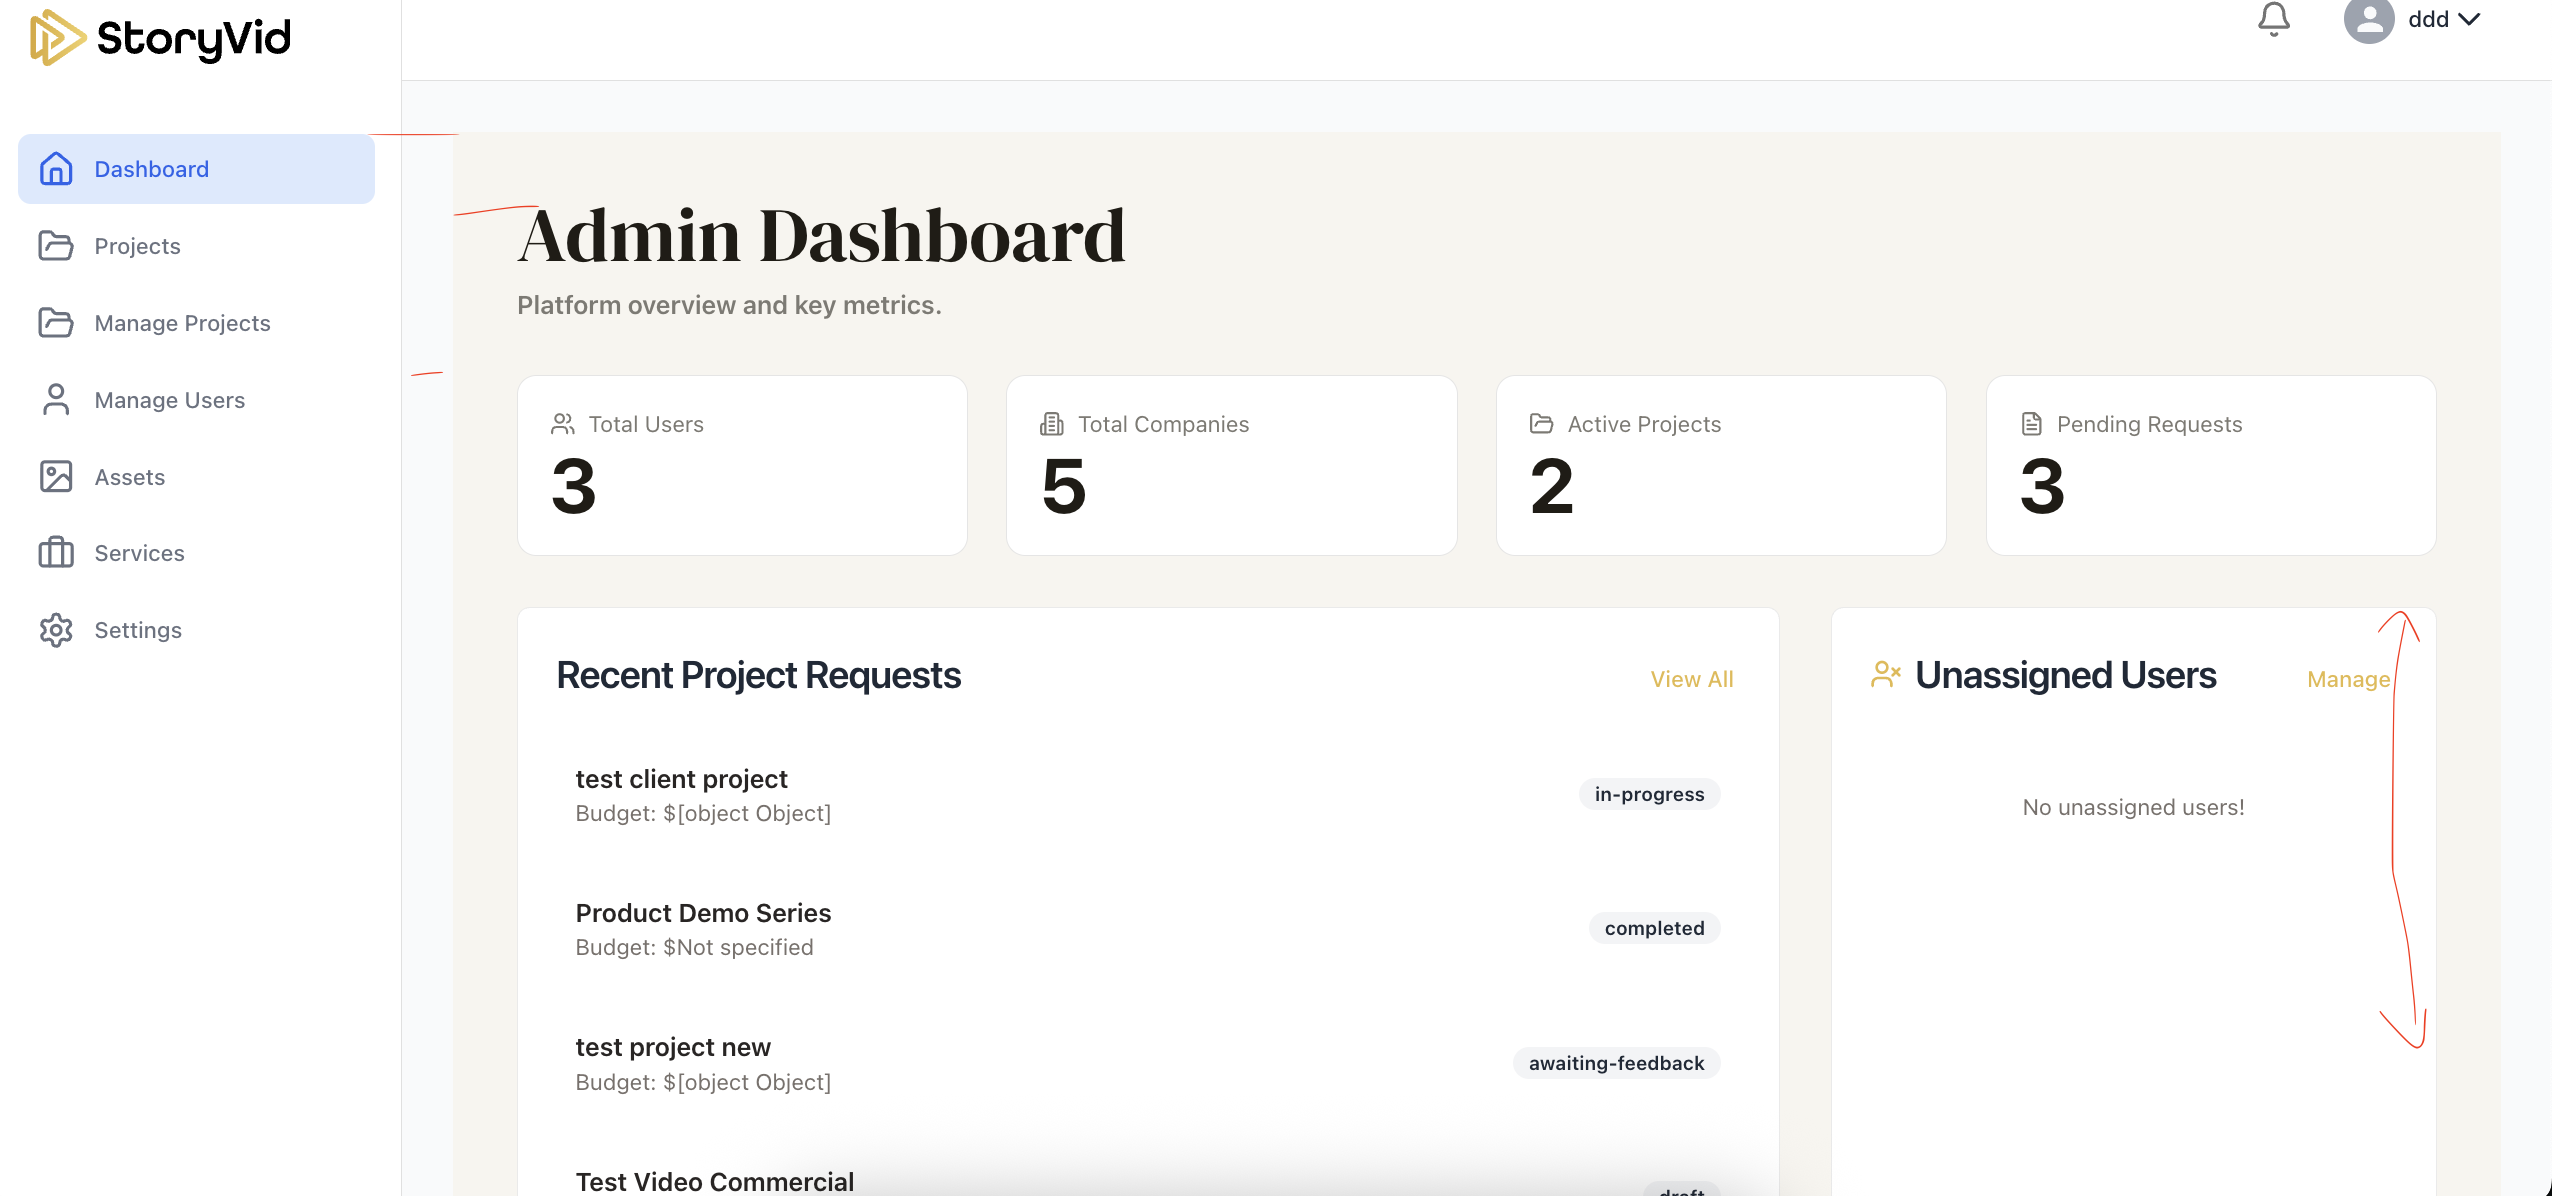 StoryVid
ddd
Dashboard
Projects
Manage Projects
Manage Users
Assets
Services
Settings
Admin Dashboard
Platform overview and key metrics.
Total Users
3
Total Companies
5
Active Projects
2
Pending Requests
3
Recent Project Requests
View All
test client project
Budget: $[object Object]
in-progress
Product Demo Series
Budget: $Not specified
completed
test project new
Budget: $[object Object]
awaiting-feedback
Test Video Commercial
draft
Unassigned Users
Manage
No unassigned users!